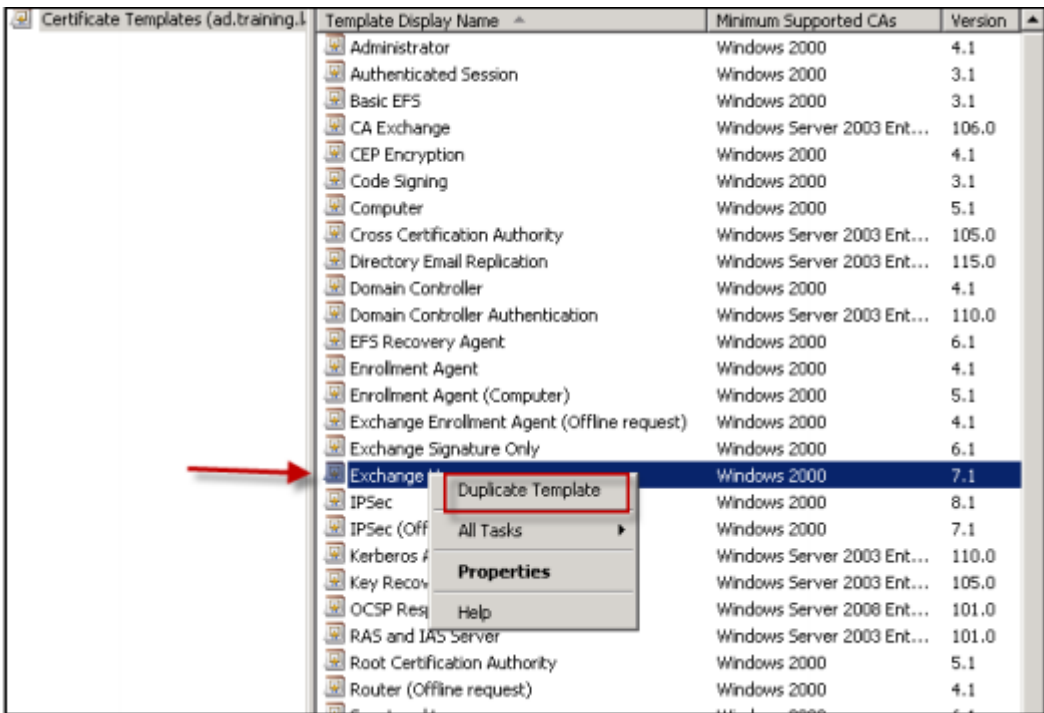 Certificate Templates (ad.training.l
Template Display Name Minimum Supported CAs Version
Administrator Windows 2000 4.1
Authenticated Session Windows 2000 3.1
Basic EFS Windows 2000 3.1
CA Exchange Windows Server 2003 Ent... 106.0
CEP Encryption Windows 2000 4.1
Code Signing Windows 2000 3.1
Computer Windows 2000 5.1
Cross Certification Authority Windows Server 2003 Ent... 105.0
Directory Email Replication Windows Server 2003 Ent... 115.0
Domain Controller Windows 2000 4.1
Domain Controller Authentication Windows Server 2003 Ent... 110.0
EFS Recovery Agent Windows 2000 6.1
Enrollment Agent Windows 2000 4.1
Enrollment Agent (Computer) Windows 2000 5.1
Exchange Enrollment Agent (Offline request) Windows 2000 4.1
Exchange Signature Only Windows 2000 6.1
Exchange Windows 2000 7.1
Duplicate Template
IPSec Windows 2000 8.1
IPSec (Off Windows 2000 7.1
All Tasks
Kerberos Windows Server 2003 Ent... 110.0
Properties
Key Recov Windows Server 2003 Ent... 105.0
OCSP Resp Windows Server 2008 Ent... 101.0
Help
RAS and IAS Server Windows Server 2003 Ent... 101.0
Root Certification Authority Windows 2000 5.1
Router (Offline request) Windows 2000 4.1